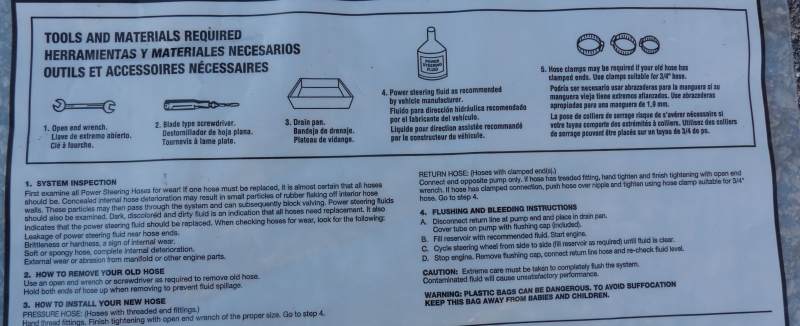 TOOLS AND MATERIALS REQUIRED
HERRAMIENTAS Y MATERIALES NECESARIOS
OUTILS ET ACCESSOIRES NÉCESSAIRES
1. Open end wrench.
Llave de extremo abierto.
Clé à fourche.
2. Blade type screwdriver.
Destornillador de hoja plana.
Tournevis à lame plate.
3. Drain pan.
Bandeja de drenaje.
Plateau de vidange.
POWER
STEERING
FLUID
4. Power steering fluid as recommended
by vehicle manufacturer.
Fluido para dirección hidráulica recomendado
por el fabricante del vehículo.
Liquide pour direction assistée recommandé
par le constructeur du véhicule.
5. Hose clamps may be required if your old hose has
clamped ends. Use clamps suitable for 3/4" hose.
Podría ser necesario usar abrazaderas para la manguera si su
manguera vieja tiene extremos afianzados. Use abrazaderas
apropiadas para una manguera de 1,9 mm.
La pose de colliers de serrage risque de s'avérer nécessaire si
votre tuyau comporte des extrémités à colliers. Utilisez des colliers
de serrage pouvant être placés sur un tuyau de 3/4 de po.
1. SYSTEM INSPECTION
First examine all Power Steering Hoses for wear! If one hose must be replaced, it is almost certain that all hoses
should be. Concealed internal hose deterioration may result in small particles of rubber flaking off interior hose
walls. These particles may then pass through the system and can subsequently block valving. Power steering fluids
should also be examined. Dark, discolored and dirty fluid is an indication that all hoses need replacement. It also
indicates that the power steering fluid should be replaced. When checking hoses for wear, look for the following:
Leakage of power steering fluid near hose ends.
Brittleness or hardness, a sign of internal wear.
Soft or spongy hose, complete internal deterioration.
External wear or abrasion from manifold or other engine parts.
2. HOW TO REMOVE YOUR OLD HOSE
Use an open end wrench or screwdriver as required to remove old hose.
Hold both ends of hose up when removing to prevent fluid spillage.
3. HOW TO INSTALL YOUR NEW HOSE
PRESSURE HOSE: (Hoses with threaded end fittings.)
Hand thread fittings. Finish tightening with open end wrench of the proper size. Go to step 4.
RETURN HOSE: (Hoses with clamped end(s).)
Connect end opposite pump only. If hose has treaded fitting, hand tighten and finish tightening with open end
wrench. If hose has clamped connection, push hose over nipple and tighten using hose clamp suitable for 3/4"
hose. Go to step 4.
4. FLUSHING AND BLEEDING INSTRUCTIONS
A. Disconnect return line at pump end and place in drain pan.
Cover tube on pump with flushing cap (included).
B. Fill reservoir with recommended fluid. Start engine.
C. Cycle steering wheel from side to side (fill reservoir as required) until fluid is clear.
D. Stop engine. Remove flushing cap, connect return line hose and re-check fluid level.
CAUTION: Extreme care must be taken to completely flush the system.
Contaminated fluid will cause unsatisfactory performance.
WARNING: PLASTIC BAGS CAN BE DANGEROUS. TO AVOID SUFFOCATION
KEEP THIS BAG AWAY FROM BABIES AND CHILDREN.